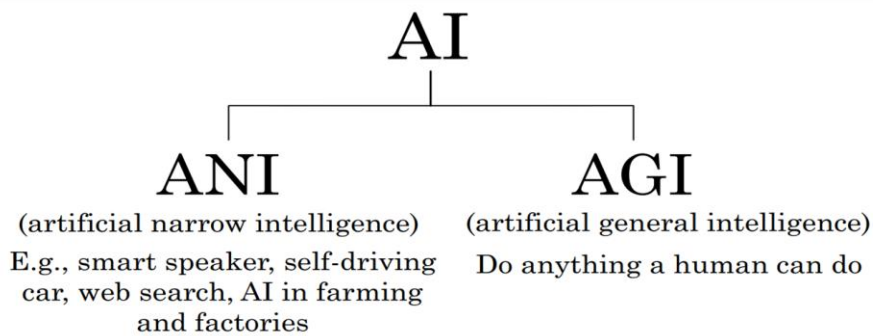 AI
ANI
(artificial narrow intelligence)
E.g., smart speaker, self-driving
car, web search, AI in farming
and factories
AGI
(artificial general intelligence)
Do anything a human can do